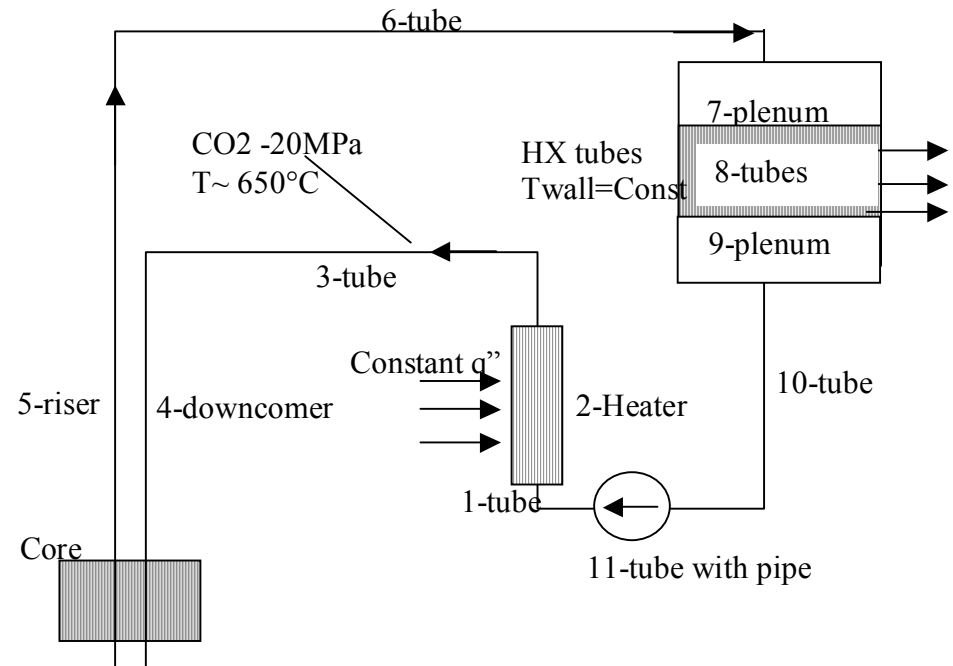 6-tube
7-plenum
CO2 -20MPa
T~ 650°C
HX tubes
Twall=Const
8-tubes
9-plenum
3-tube
Constant q”
10-tube
5-riser
4-downcomer
2-Heater
1-tube
Core
11-tube with pipe